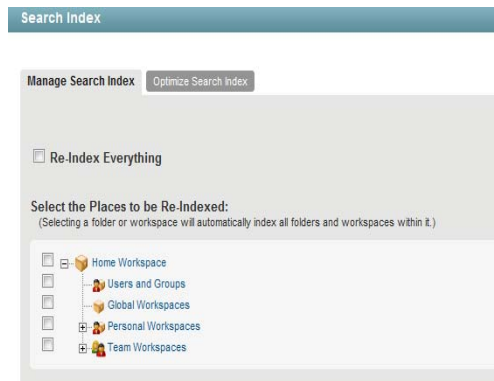 Search Index
Manage Search Index
Optimize Search Index
Re-Index Everything
Select the Places to be Re-Indexed:
(Selecting a folder or workspace will automatically index all folders and workspaces within it.)
Home Workspace
Users and Groups
Global Workspaces
Personal Workspaces
Team Workspaces